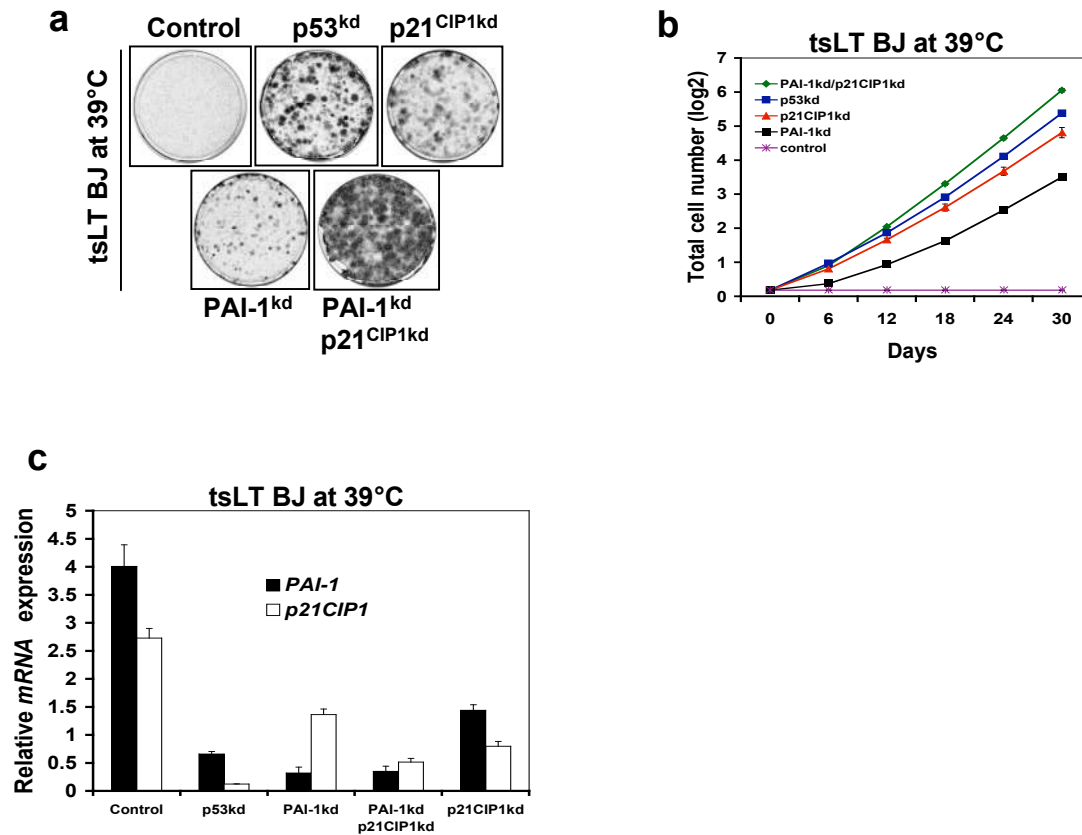 a
Control p53kd p21CIP1kd
tsLT BJ at 39°C
PAI-1kd PAI-1kd
p21CIP1kd
b
tsLT BJ at 39°C
Total cell number (log2)
7
6
5
4
3
2
1
0
PAI-1kd/p21CIP1kd
p53kd
p21CIP1kd
PAI-1kd
control
0 6 12 18 24 30
Days
c
tsLT BJ at 39°C
Relative mRNA expression
5
4.5
4
3.5
3
2.5
2
1.5
1
0.5
0
PAI-1
p21CIP1
Control p53kd PAI-1kd PAI-1kd p21CIP1kd
p21CIP1kd